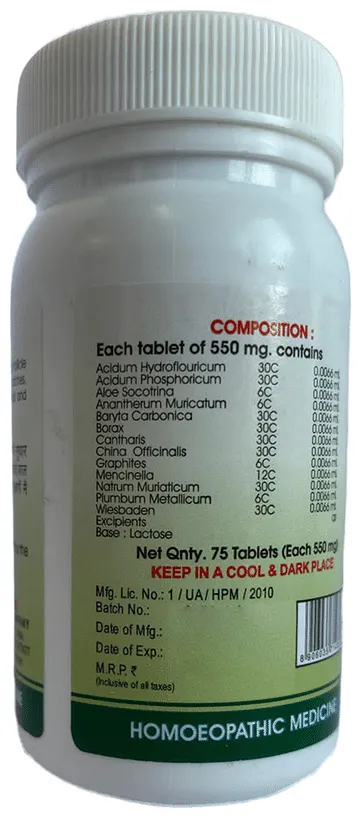 COMPOSITION :
Each tablet of 550 mg. contains
Acidum Hydroflouricum 30C 0.0066 ml
Acidum Phosphoricum 30C 0.0066 ml
Aloe Socotrina 6C 0.0066 ml
Anantherum Muricatum 6C 0.0066 ml
Baryta Carbonica 30C 0.0066 ml
Borax 30C 0.0066 ml
Cantharis 30C 0.0066 ml
China Officinalis 30C 0.0066 ml
Graphites 6C 0.0066 ml
Mencinella 12C 0.0066 ml
Natrum Muriaticum 30C 0.0066 ml
Plumbum Metallicum 6C 0.0066 ml
Wiesbaden 30C 0.0066 ml
Excipients qs
Base : Lactose
Net Qnty. 75 Tablets (Each 550 mg)
KEEP IN A COOL & DARK PLACE
Mfg. Lic. No.: 1 / UA / HPM / 2010
Batch No.:
Date of Mfg.:
Date of Exp.:
M.R.P. ₹
(Inclusive of all taxes)
HOMOEOPATHIC MEDICINE